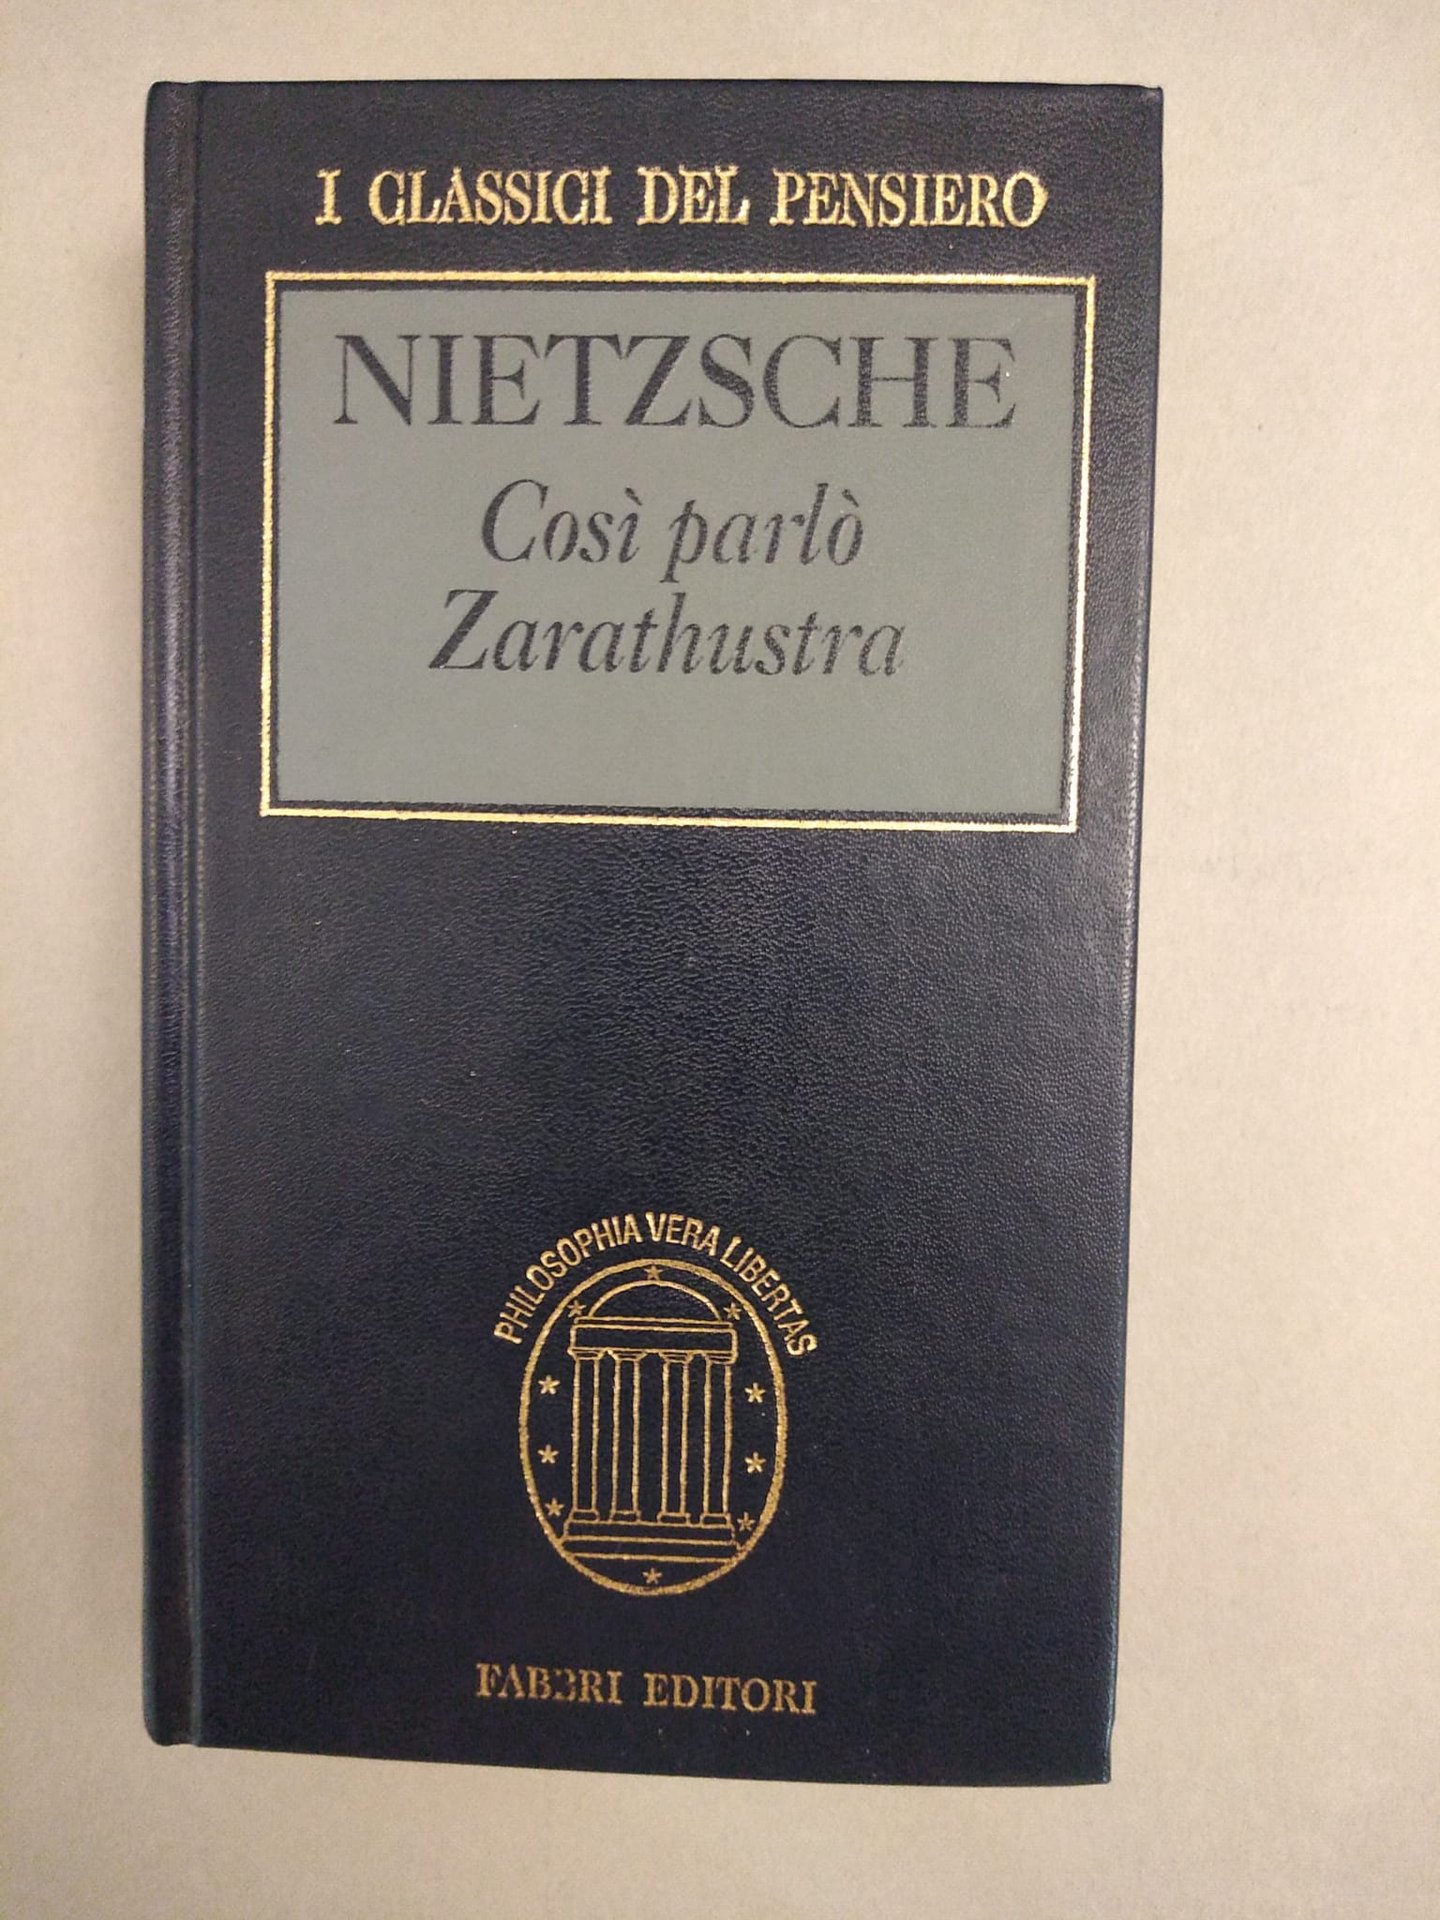 I CLASSICI DEL PENSIERO
NIETZSCHE
Così parlò
Zarathustra
PHILOSOPHIA VERA LIBERTAS
FABBRI EDITORI